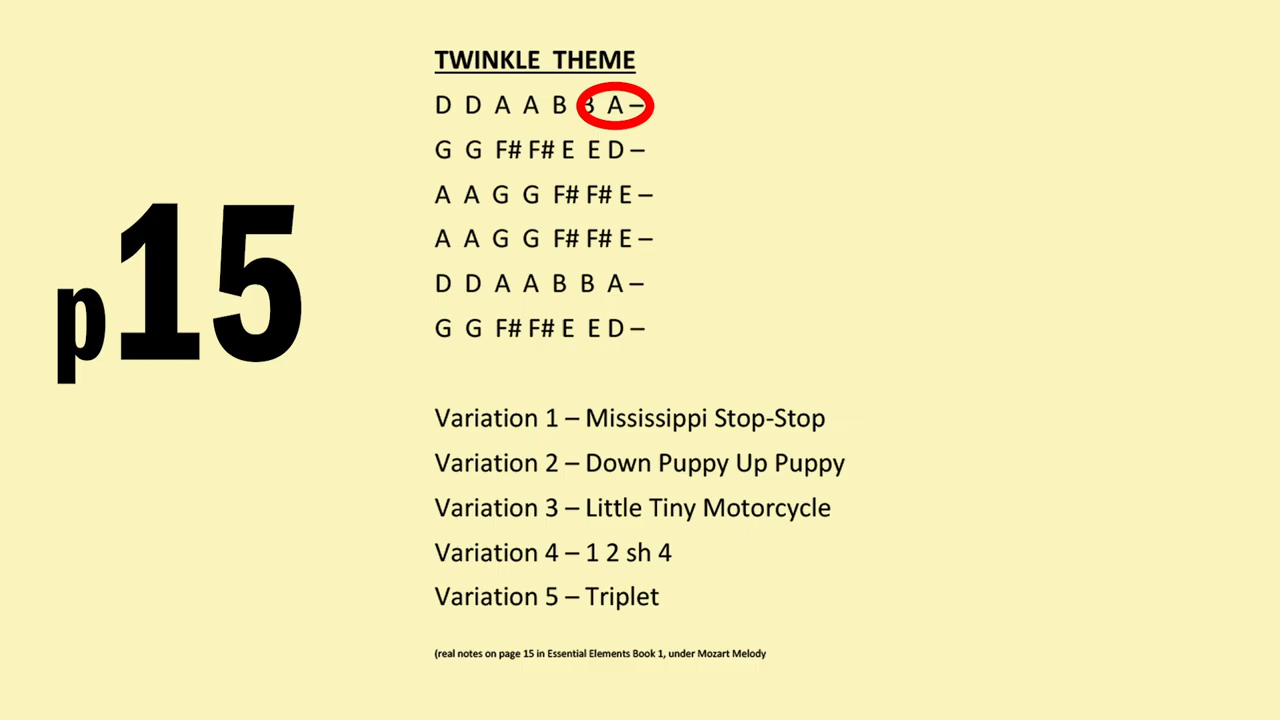 p15
TWINKLE THEME
D D A A B B A –
G G F# F# E E D –
A A G G F# F# E –
A A G G F# F# E –
D D A A B B A –
G G F# F# E E D –
Variation 1 – Mississippi Stop-Stop
Variation 2 – Down Puppy Up Puppy
Variation 3 – Little Tiny Motorcycle
Variation 4 – 1 2 sh 4
Variation 5 – Triplet
(real notes on page 15 in Essential Elements Book 1, under Mozart Melody